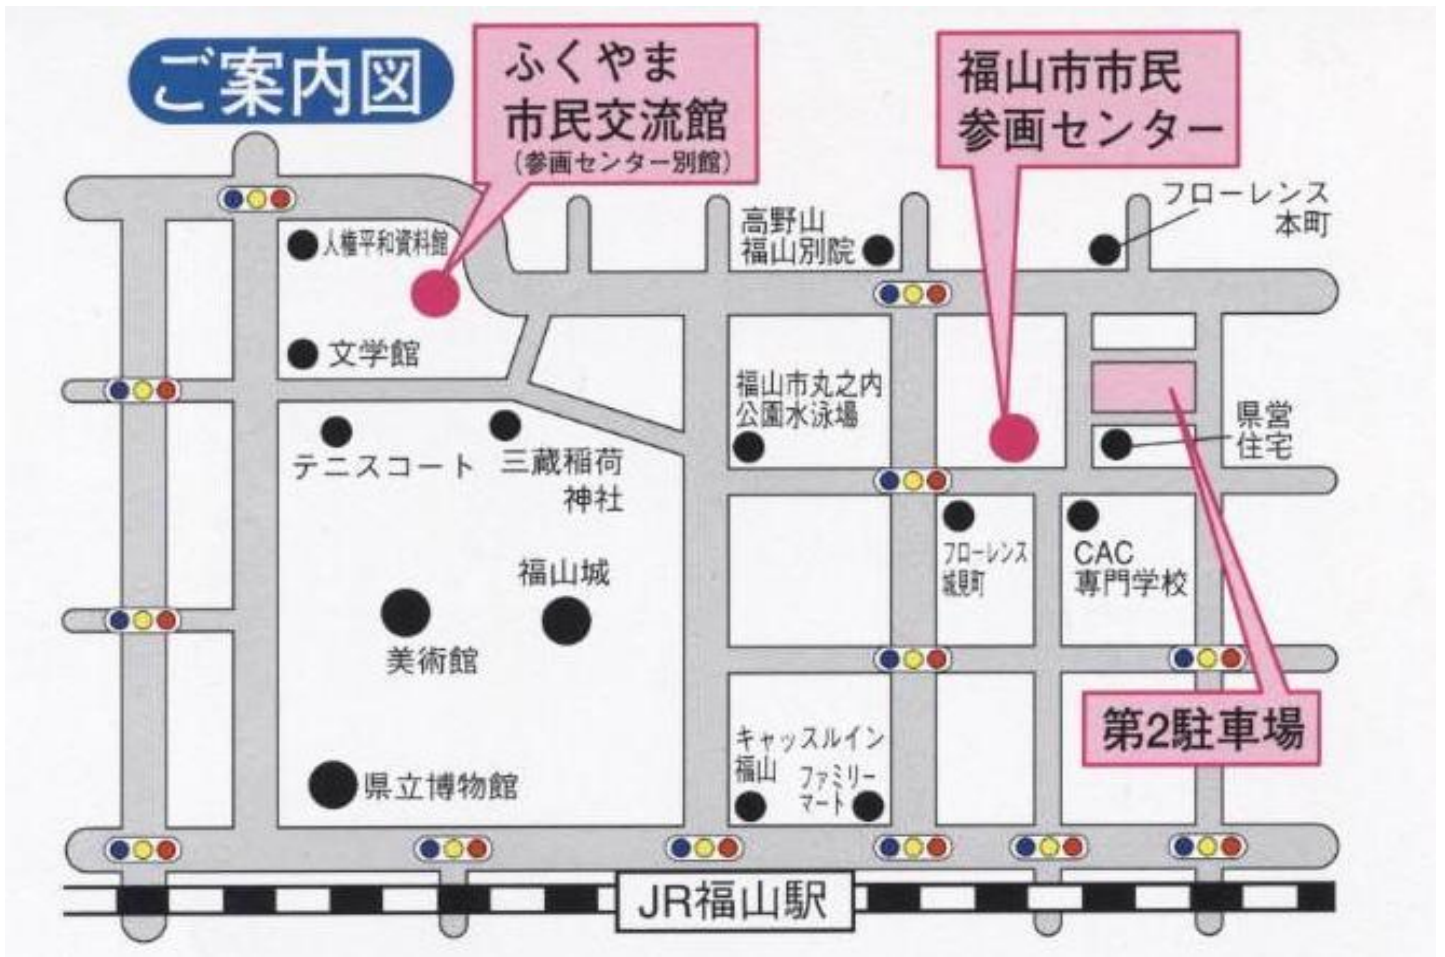 ご案内図
ふくやま
市民交流館
(参画センター別館)
福山市市民
参画センター
フローレンス
本町
高野山
福山別院
人権平和資料館
文学館
福山市丸之内
公園水泳場
県営
住宅
テニスコート
三蔵稲荷
神社
フローレンス
城見町
CAC
専門学校
福山城
美術館
第2駐車場
キャッスルイン
福山
ファミリー
マート
県立博物館
JR福山駅